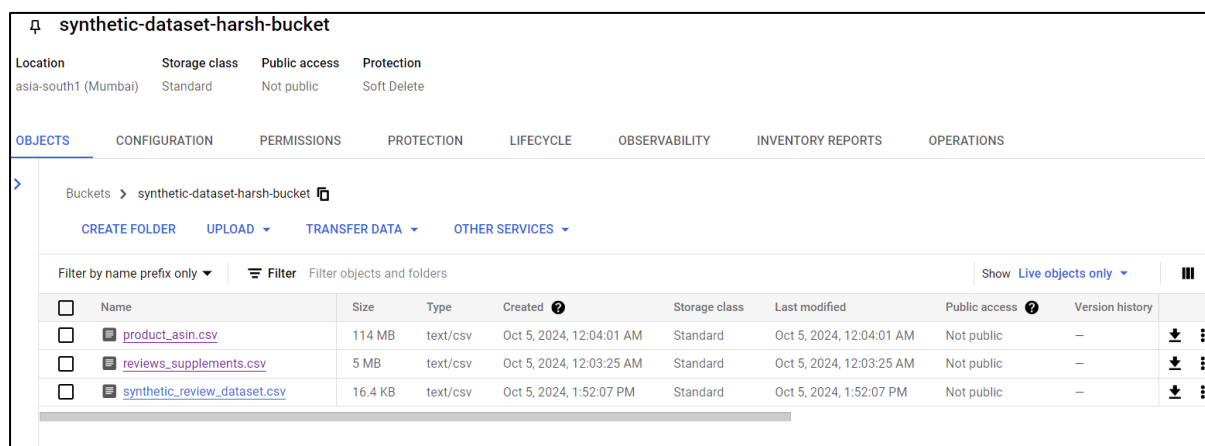 synthetic-dataset-harsh-bucket
Location Storage class Public access Protection
asia-south1 (Mumbai) Standard Not public Soft Delete
OBJECTS CONFIGURATION PERMISSIONS PROTECTION LIFECYCLE OBSERVABILITY INVENTORY REPORTS OPERATIONS
Buckets > synthetic-dataset-harsh-bucket
CREATE FOLDER UPLOAD TRANSFER DATA OTHER SERVICES
Filter by name prefix only Filter Filter objects and folders Show Live objects only
Name Size Type Created Storage class Last modified Public access Version history
product_asin.csv 114 MB text/csv Oct 5, 2024, 12:04:01 AM Standard Oct 5, 2024, 12:04:01 AM Not public —
reviews_supplements.csv 5 MB text/csv Oct 5, 2024, 12:03:25 AM Standard Oct 5, 2024, 12:03:25 AM Not public —
synthetic_review_dataset.csv 16.4 KB text/csv Oct 5, 2024, 1:52:07 PM Standard Oct 5, 2024, 1:52:07 PM Not public —